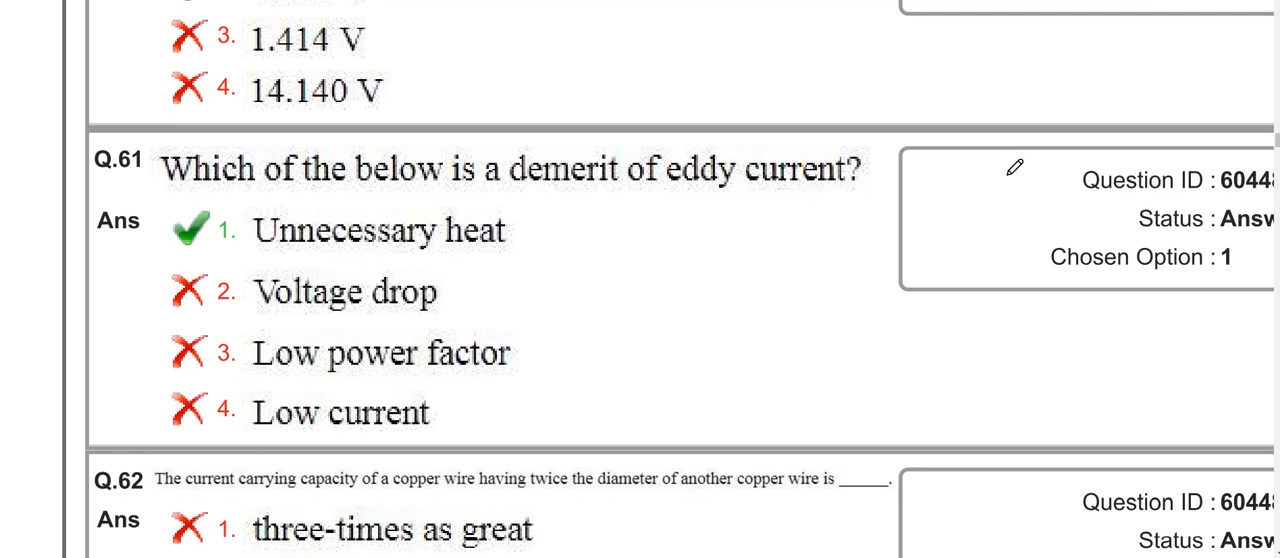 3. 1.414 V
4. 14.140 V
Q.61 Which of the below is a demerit of eddy current?
Ans 1. Unnecessary heat
2. Voltage drop
3. Low power factor
4. Low current
Question ID : 6044
Status : Answ
Chosen Option : 1
Q.62 The current carrying capacity of a copper wire having twice the diameter of another copper wire is _____.
Ans 1. three-times as great
Question ID : 6044
Status : Answ